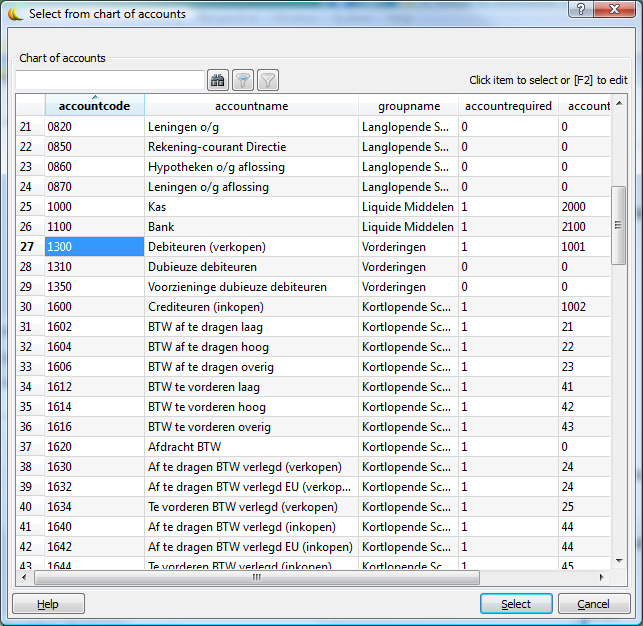 Select from chart of accounts
Chart of accounts
Click item to select or [F2] to edit
accountcode accountname groupname accountrequired account
21 0820 Leningen o/g Langlopende S... 0 0
22 0850 Rekening-courant Directie Langlopende S... 0 0
23 0860 Hypotheken o/g aflossing Langlopende S... 0 0
24 0870 Leningen o/g aflossing Langlopende S... 0 0
25 1000 Kas Liquide Middelen 1 2000
26 1100 Bank Liquide Middelen 1 2100
27 1300 Debiteuren (verkopen) Vorderingen 1 1001
28 1310 Dubieuze debiteuren Vorderingen 0 0
29 1350 Voorzieninge dubieuze debiteuren Vorderingen 0 0
30 1600 Crediteuren (inkopen) Kortlopende Sc... 1 1002
31 1602 BTW af te dragen laag Kortlopende Sc... 1 21
32 1604 BTW af te dragen hoog Kortlopende Sc... 1 22
33 1606 BTW af te dragen overig Kortlopende Sc... 1 23
34 1612 BTW te vorderen laag Kortlopende Sc... 1 41
35 1614 BTW te vorderen hoog Kortlopende Sc... 1 42
36 1616 BTW te vorderen overig Kortlopende Sc... 1 43
37 1620 Afdracht BTW Kortlopende Sc... 1 0
38 1630 Af te dragen BTW verlegd (verkopen) Kortlopende Sc... 1 24
39 1632 Af te dragen BTW verlegd EU (verkop... Kortlopende Sc... 1 24
40 1634 Te vorderen BTW verlegd (verkopen) Kortlopende Sc... 1 25
41 1640 Af te dragen BTW verlegd (inkopen) Kortlopende Sc... 1 44
42 1642 Af te dragen BTW verlegd EU (inkopen) Kortlopende Sc... 1 44
43 1644 Te vorderen BTW verlegd (inkopen) Kortlopende Sc... 1 45
Help Select Cancel